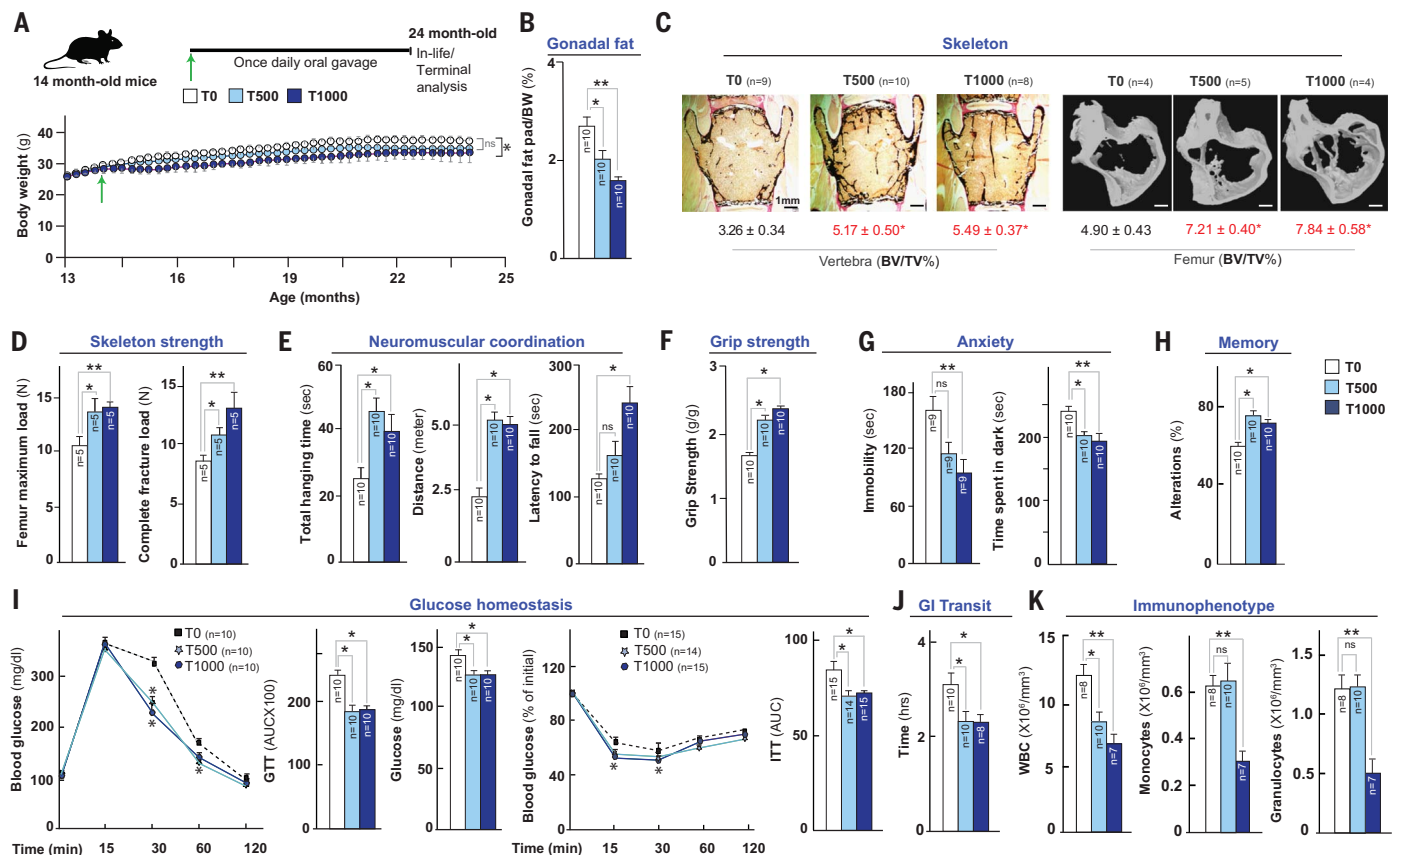 A
14 month-old mice
Once daily oral gavage
24 month-old
In-life/
Terminal
analysis
T0 T500 T1000
Body weight (g)
40
30
20
10
0
ns
*
13 16 19 22 25
Age (months)
B
Gonadal fat
Gonadal fat pad/BW (%)
4
2
0
**
*
n=10
n=10
n=10
C
Skeleton
T0 (n=9) T500 (n=10) T1000 (n=8) T0 (n=4) T500 (n=5) T1000 (n=4)
1mm
3.26 ± 0.34 5.17 ± 0.50* 5.49 ± 0.37* 4.90 ± 0.43 7.21 ± 0.40* 7.84 ± 0.58*
Vertebra (BV/TV%) Femur (BV/TV%)
D
Skeleton strength
Femur maximum load (N)
15
10
5
0
**
*
n=5
n=5
n=5
Complete fracture load (N)
15
10
5
0
**
*
n=5
n=5
n=5
E
Neuromuscular coordination
Total hanging time (sec)
60
40
20
0
*
*
n=10
n=10
n=10
Distance (meter)
5.0
2.5
0
*
*
n=10
n=10
n=10
Latency to fall (sec)
300
200
100
0
*
ns
n=10
n=10
n=10
F
Grip strength
Grip Strength (g/g)
3
2
1
0
*
*
n=10
n=10
n=10
G
Anxiety
Immobility (sec)
180
120
60
0
**
ns
n=9
n=9
n=9
Time spent in dark (sec)
200
100
0
**
*
n=10
n=10
n=10
H
Memory
Alterations (%)
80
40
0
*
*
n=10
n=10
n=10
T0
T500
T1000
I
Glucose homeostasis
Blood glucose (mg/dl)
300
200
100
0
T0 (n=10)
T500 (n=10)
T1000 (n=10)
*
*
*
Time (min) 15 30 60 120
GTT (AUCX100)
200
100
0
*
*
n=10
n=10
n=10
Glucose (mg/dl)
150
100
50
0
*
*
n=10
n=10
n=10
Blood glucose (% of initial)
120
80
40
0
T0 (n=15)
T500 (n=14)
T1000 (n=15)
*
*
Time (min) 15 30 60 120
ITT (AUC)
100
50
0
*
*
n=15
n=14
n=15
J
GI Transit
Time (hrs)
4
2
0
*
*
n=10
n=10
n=8
K
Immunophenotype
WBC (X10⁶/mm³)
15
10
5
0
**
*
n=8
n=10
n=7
Monocytes (X10⁶/mm³)
0.6
0.4
0.2
0
**
ns
n=8
n=10
n=7
Granulocytes (X10⁶/mm³)
1.5
1.0
0.5
0
**
ns
n=8
n=10
n=7